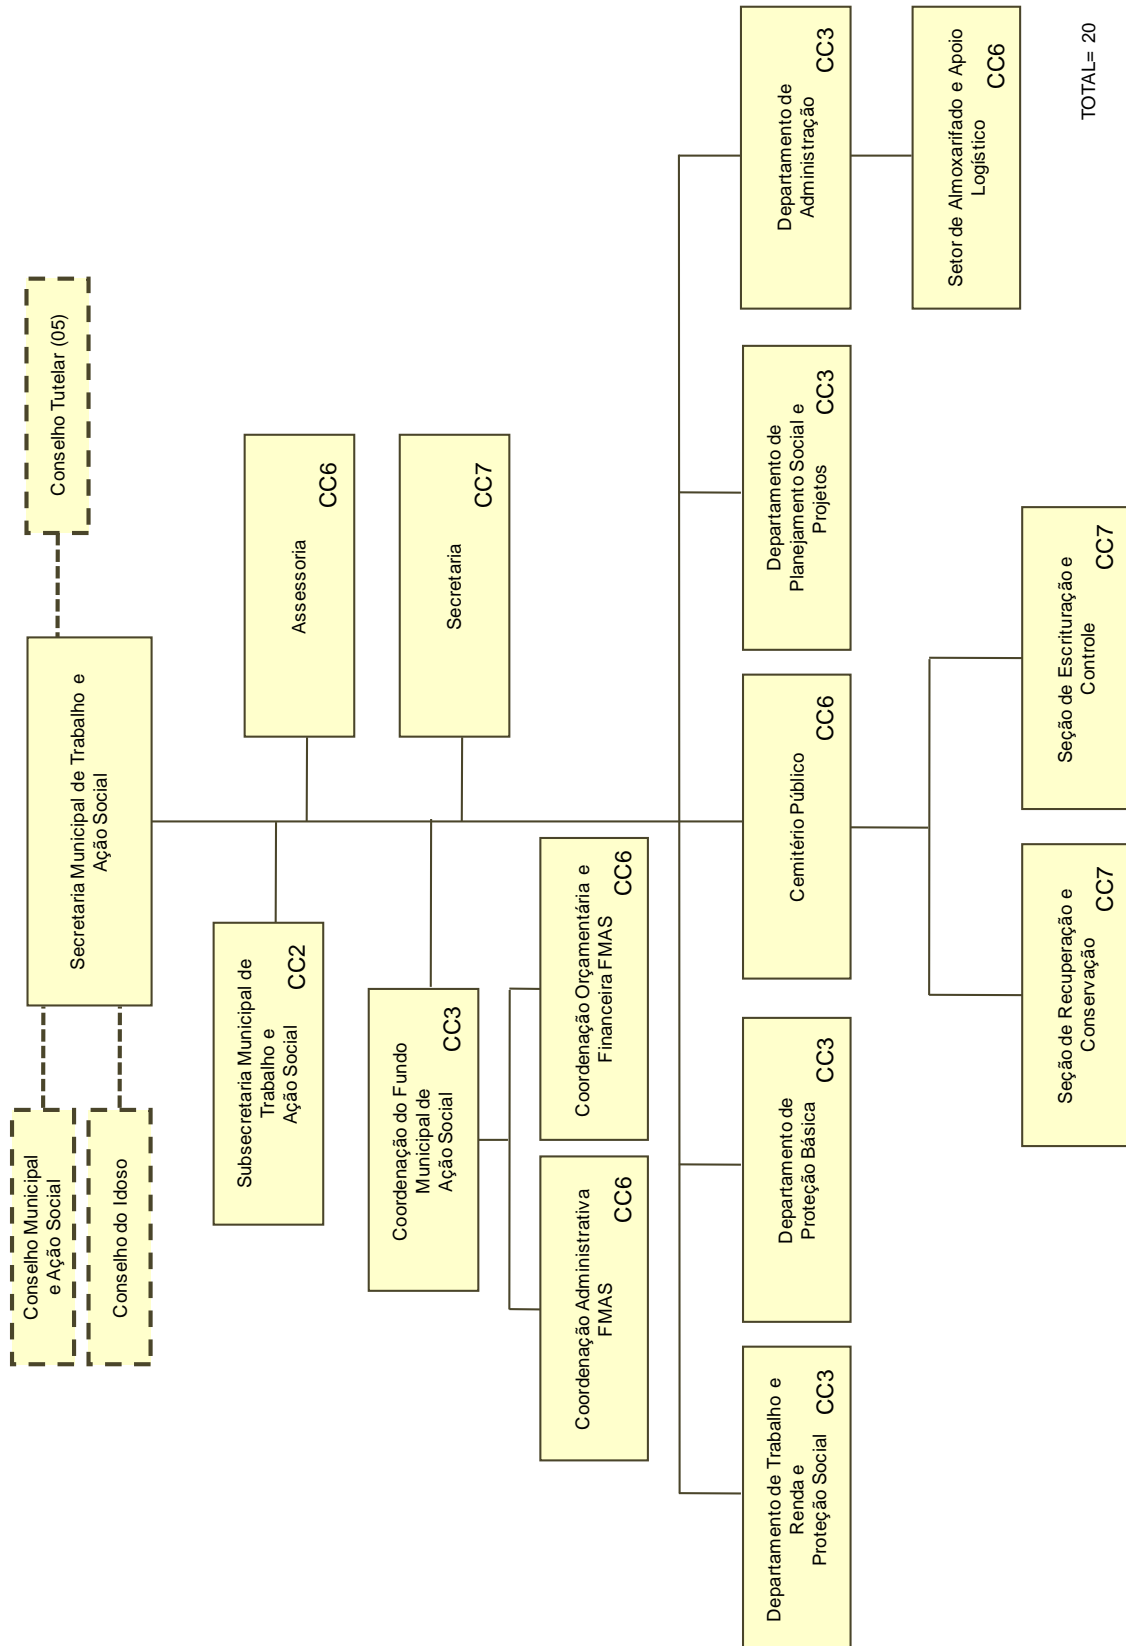 Conselho Municipal
e Ação Social
Conselho do Idoso
Secretaria Municipal de Trabalho e
Ação Social
Conselho Tutelar (05)
Subsecretaria Municipal de
Trabalho e
Ação Social
CC2
Assessoria
CC6
Coordenação do Fundo
Municipal de
Ação Social
CC3
Secretaria
CC7
Coordenação Administrativa
FMAS
CC6
Coordenação Orçamentária e
Financeira FMAS
CC6
Departamento de Trabalho e
Renda e
Proteção Social
CC3
Departamento de
Proteção Básica
CC3
Cemitério Público
CC6
Departamento de
Planejamento Social e
Projetos
CC3
Departamento de
Administração
CC3
Setor de Almoxarifado e Apoio
Logístico
CC6
Seção de Recuperação e
Conservação
CC7
Seção de Escrituração e
Controle
CC7
TOTAL= 20